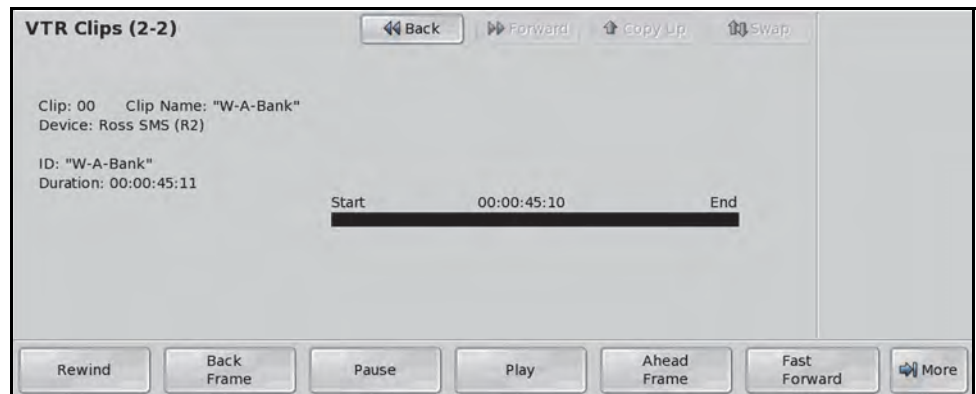 VTR Clips (2-2)
Back
Forward
Copy Up
Swap
Clip: 00 Clip Name: "W-A-Bank"
Device: Ross SMS (R2)
ID: "W-A-Bank"
Duration: 00:00:45:11
Start 00:00:45:10 End
Rewind
Back
Frame
Pause
Play
Ahead
Frame
Fast
Forward
More